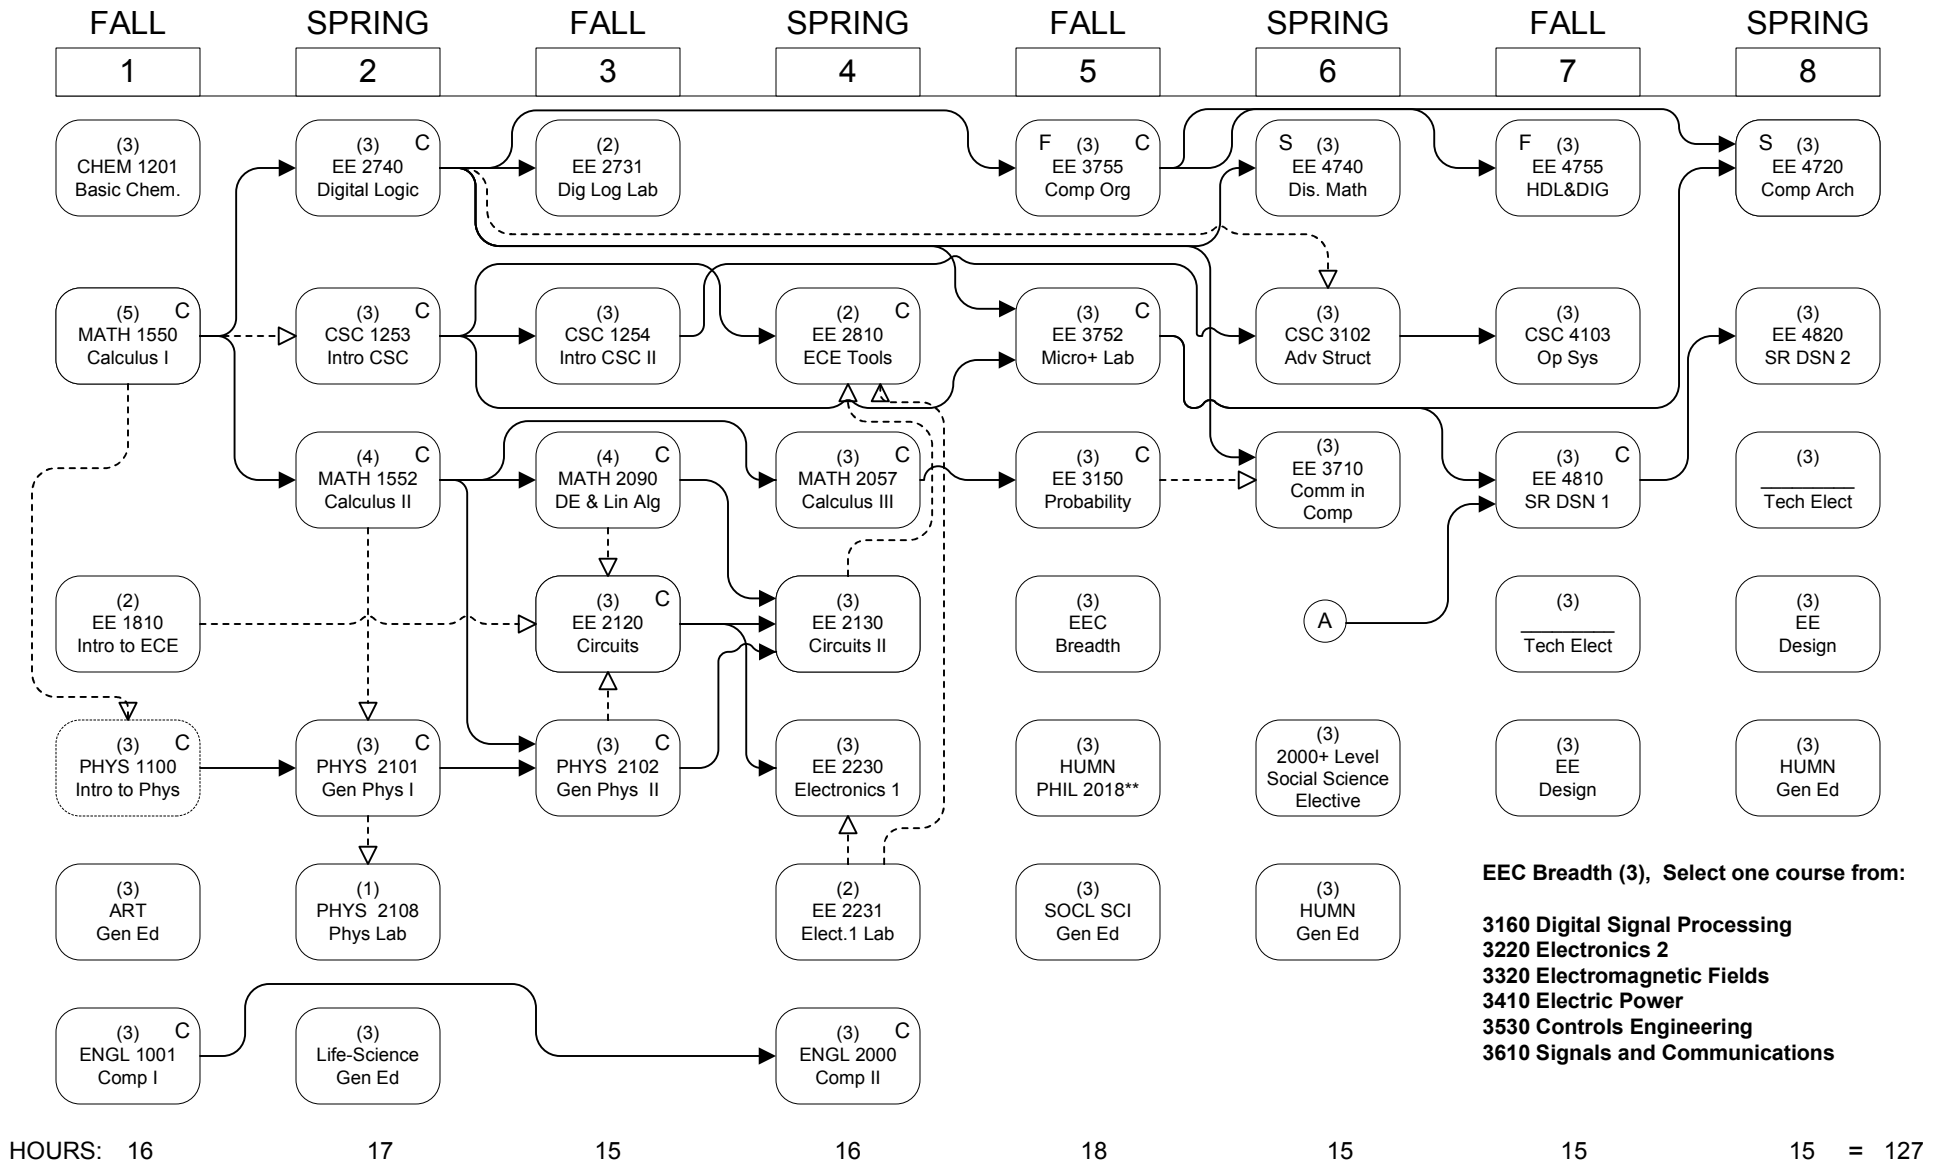 FALL SPRING FALL SPRING FALL SPRING FALL SPRING
1 2 3 4 5 6 7 8
(3)
CHEM 1201
Basic Chem.
(3) C
EE 2740
Digital Logic
(2)
EE 2731
Dig Log Lab
F (3) C
EE 3755
Comp Org
S (3)
EE 4740
Dis. Math
F (3)
EE 4755
HDL&DIG
S (3)
EE 4720
Comp Arch
(5) C
MATH 1550
Calculus I
(3) C
CSC 1253
Intro CSC
(3)
CSC 1254
Intro CSC II
(2) C
EE 2810
ECE Tools
(3) C
EE 3752
Micro+ Lab
(3)
CSC 3102
Adv Struct
(3)
CSC 4103
Op Sys
(3)
EE 4820
SR DSN 2
(4) C
MATH 1552
Calculus II
(4) C
MATH 2090
DE & Lin Alg
(3) C
MATH 2057
Calculus III
(3) C
EE 3150
Probability
(3)
EE 3710
Comm in
Comp
(3) C
EE 4810
SR DSN 1
(3)
__________
Tech Elect
(2)
EE 1810
Intro to ECE
(3) C
EE 2120
Circuits
(3)
EE 2130
Circuits II
(3)
EEC
Breadth
A
(3)
__________
Tech Elect
(3)
EE
Design
(3) C
PHYS 1100
Intro to Phys
(3) C
PHYS 2101
Gen Phys I
(3) C
PHYS 2102
Gen Phys II
(3)
EE 2230
Electronics 1
(3)
HUMN
PHIL 2018**
(3)
2000+ Level
Social Science
Elective
(3)
EE
Design
(3)
HUMN
Gen Ed
(3)
ART
Gen Ed
(1)
PHYS 2108
Phys Lab
(2)
EE 2231
Elect.1 Lab
(3)
SOCL SCI
Gen Ed
(3)
HUMN
Gen Ed
EEC Breadth (3), Select one course from:
3160 Digital Signal Processing
3220 Electronics 2
3320 Electromagnetic Fields
3410 Electric Power
3530 Controls Engineering
3610 Signals and Communications
(3) C
ENGL 1001
Comp I
(3)
Life-Science
Gen Ed
(3) C
ENGL 2000
Comp II
HOURS: 16 17 15 16 18 15 15 15 = 127